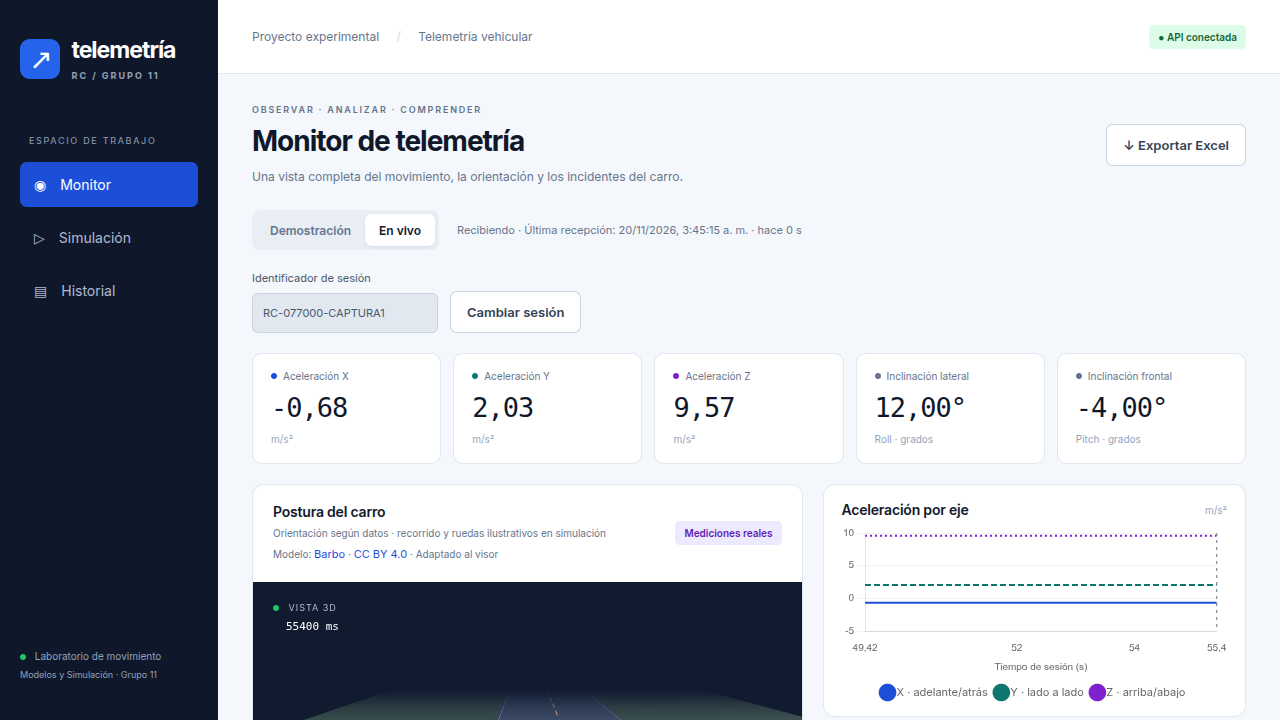 telemetría
RC / GRUPO 11
ESPACIO DE TRABAJO
Monitor
Simulación
Historial
Laboratorio de movimiento
Modelos y Simulación · Grupo 11
Proyecto experimental / Telemetría vehicular
● API conectada
OBSERVAR · ANALIZAR · COMPRENDER
Monitor de telemetría
Una vista completa del movimiento, la orientación y los incidentes del carro.
↓ Exportar Excel
Demostración En vivo Recibiendo · Última recepción: 20/11/2026, 3:45:15 a. m. · hace 0 s
Identificador de sesión
RC-077000-CAPTURA1 Cambiar sesión
Aceleración X
-0,68
m/s²
Aceleración Y
2,03
m/s²
Aceleración Z
9,57
m/s²
Inclinación lateral
12,00°
Roll · grados
Inclinación frontal
-4,00°
Pitch · grados
Postura del carro
Orientación según datos · recorrido y ruedas ilustrativos en simulación
Modelo: Barbo · CC BY 4.0 · Adaptado al visor
Mediciones reales
VISTA 3D
55400 ms
Aceleración por eje m/s²
10
5
0
-5
49,42 52 54 55,4
Tiempo de sesión (s)
X · adelante/atrás Y · lado a lado Z · arriba/abajo